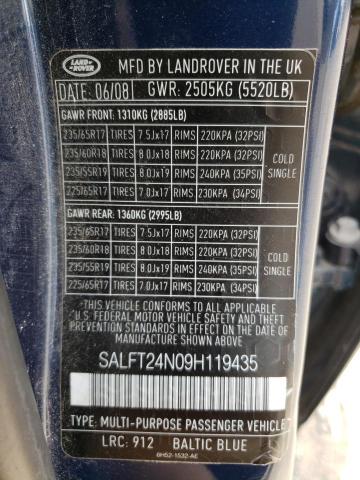 LAND ROVER
MFD BY LANDROVER IN THE UK
DATE: 06/08 GWR: 2505KG (5520LB)
GAWR FRONT: 1310KG (2885LB)
235/65R17 TIRES 7.5Jx17 RIMS 220KPA (32PSI)
235/60R18 TIRES 8.0Jx18 RIMS 220KPA (32PSI)
235/55R19 TIRES 8.0Jx19 RIMS 240KPA (35PSI)
225/65R17 TIRES 7.0Jx17 RIMS 230KPA (34PSI)
COLD SINGLE
GAWR REAR: 1360KG (2995LB)
235/65R17 TIRES 7.5Jx17 RIMS 220KPA (32PSI)
235/60R18 TIRES 8.0Jx18 RIMS 220KPA (32PSI)
235/55R19 TIRES 8.0Jx19 RIMS 240KPA (35PSI)
225/65R17 TIRES 7.0Jx17 RIMS 230KPA (34PSI)
COLD SINGLE
THIS VEHICLE CONFORMS TO ALL APPLICABLE
U.S. FEDERAL MOTOR VEHICLE SAFETY, BUMPER
AND THEFT PREVENTION STANDARDS IN EFFECT
ON THE DATE OF MANUFACTURE SHOWN ABOVE.
SALFT24N09H119435
TYPE: MULTI-PURPOSE PASSENGER VEHICLE
LRC: 912 BALTIC BLUE
6H52-1532-AE